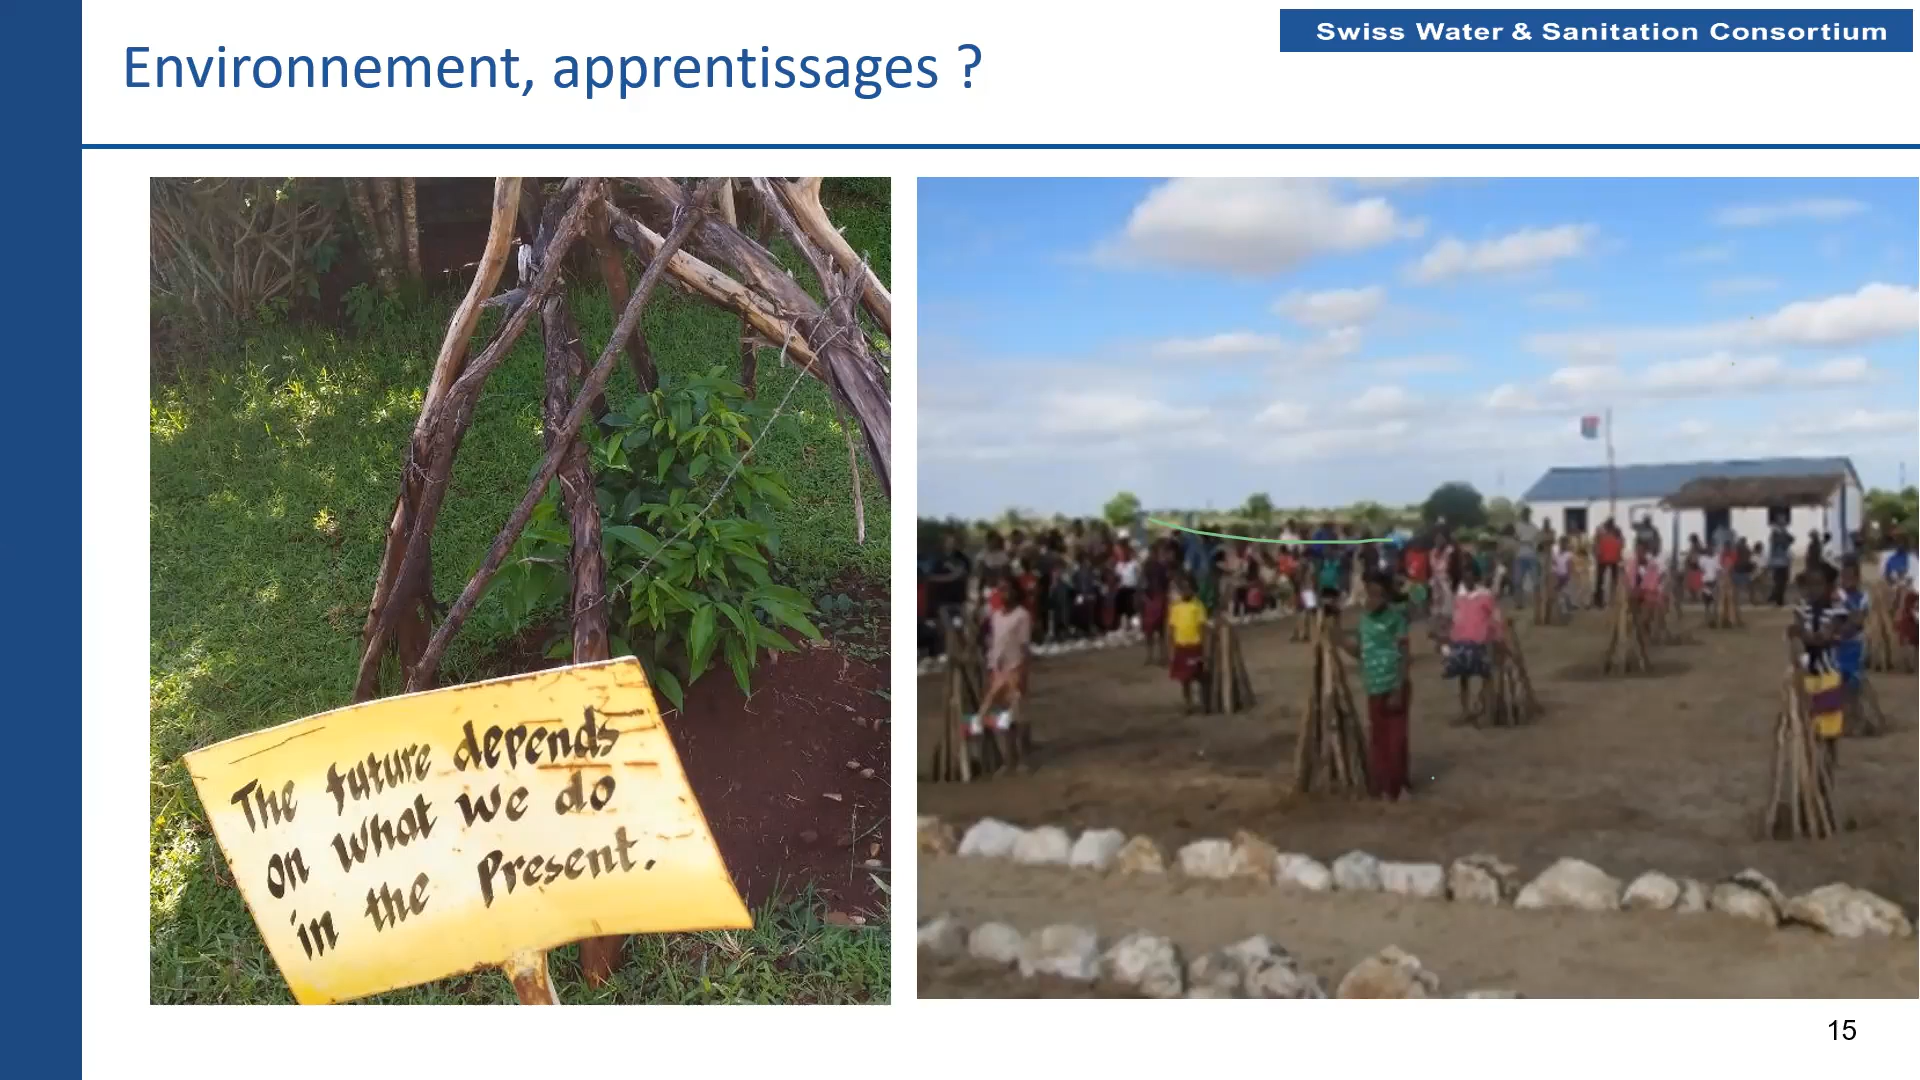 Swiss Water & Sanitation Consortium
Environnement, apprentissages ?
The future depends
on what we do
in the Present.
15